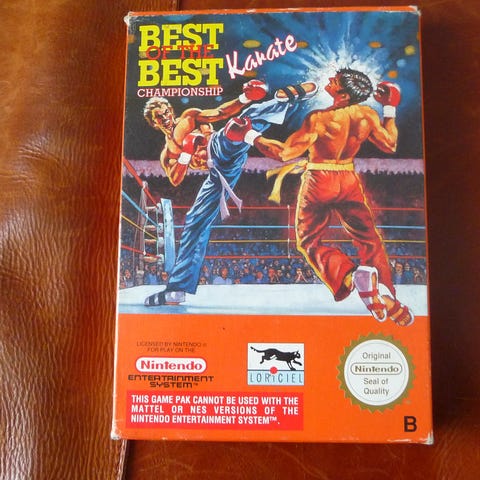 BEST
OF THE
BEST
Karate
CHAMPIONSHIP
LICENSED BY NINTENDO ®
FOR PLAY ON THE
Nintendo
ENTERTAINMENT
SYSTEM™
LORICIEL
Original
Nintendo
Seal of
Quality
THIS GAME PAK CANNOT BE USED WITH THE
MATTEL OR NES VERSIONS OF THE
NINTENDO ENTERTAINMENT SYSTEM™.
B